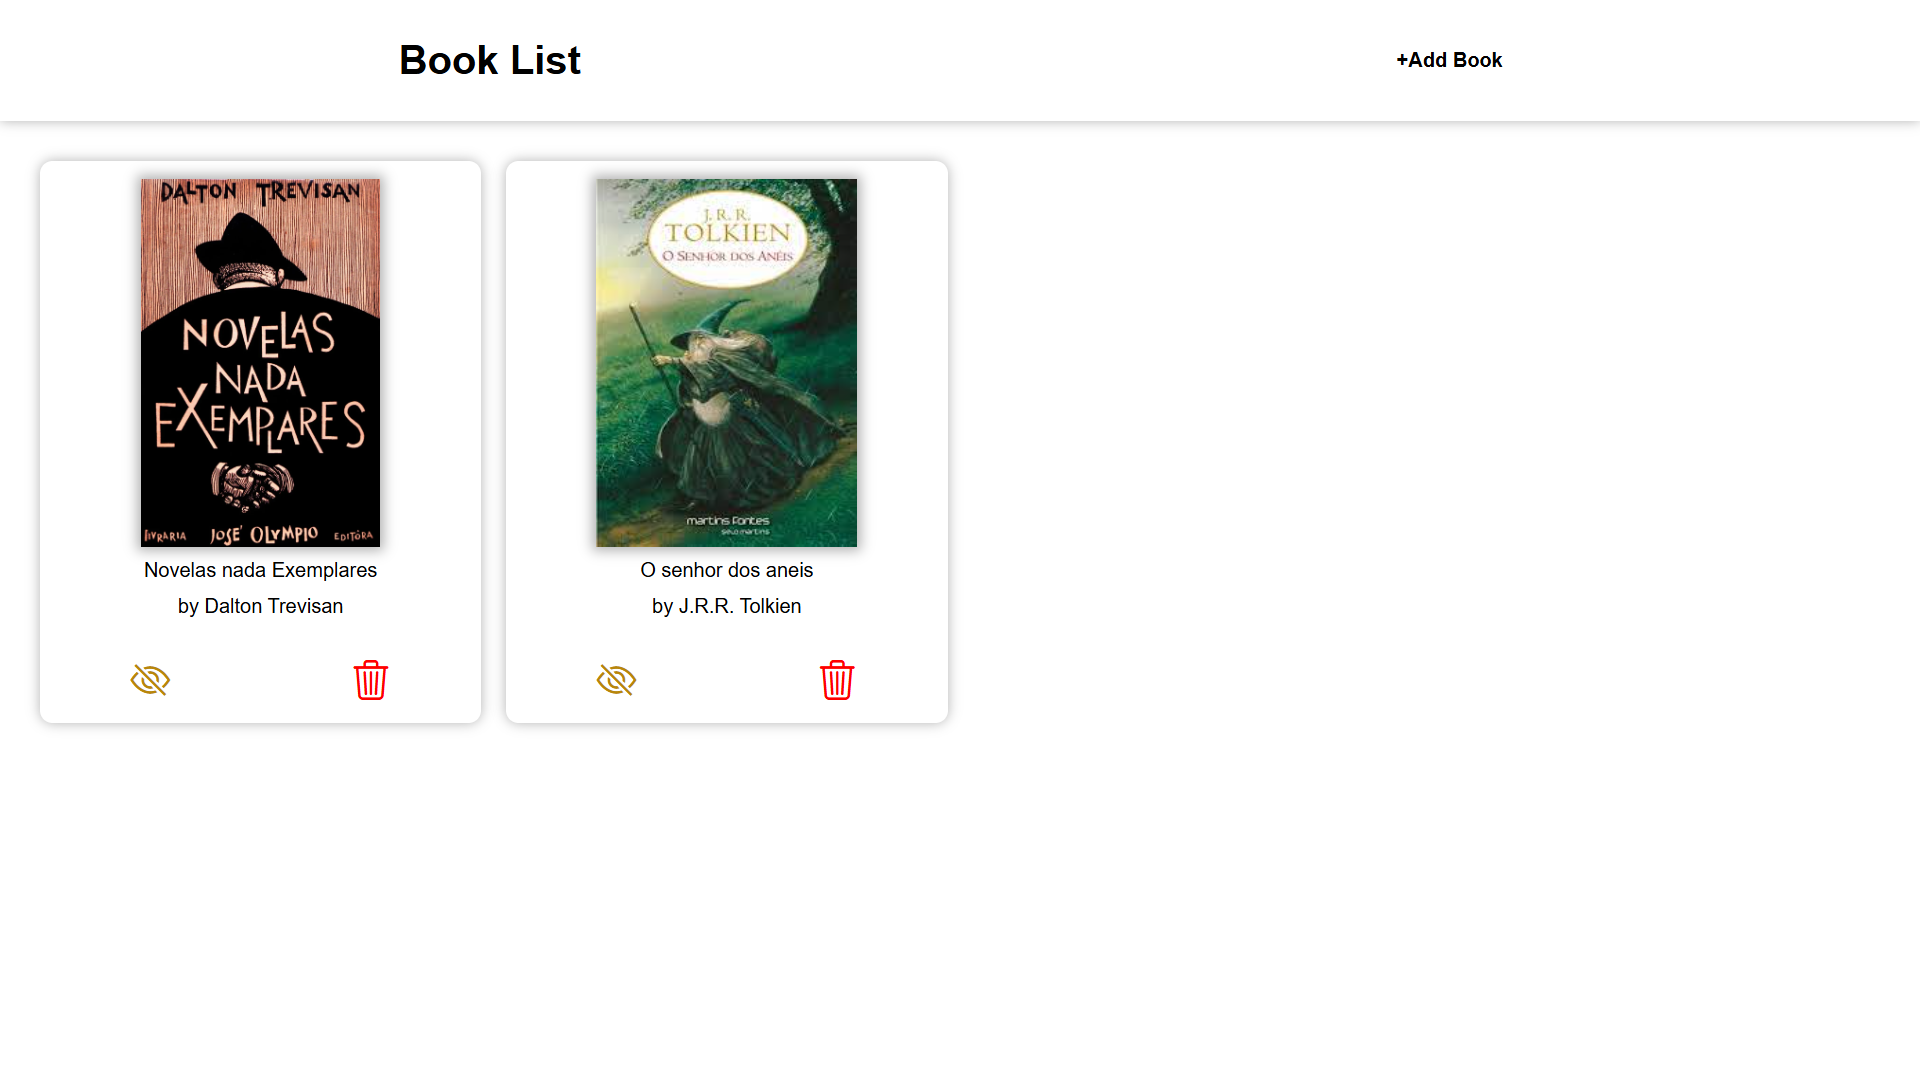 Book List
+Add Book
DALTON TREVISAN
NOVELAS
NADA
EXEMPLARES
LIVRARIA JOSÉ OLYMPIO EDITÔRA
Novelas nada Exemplares
by Dalton Trevisan
J. R. R.
TOLKIEN
O SENHOR DOS ANÉIS
martins fontes
selo martins
O senhor dos aneis
by J.R.R. Tolkien